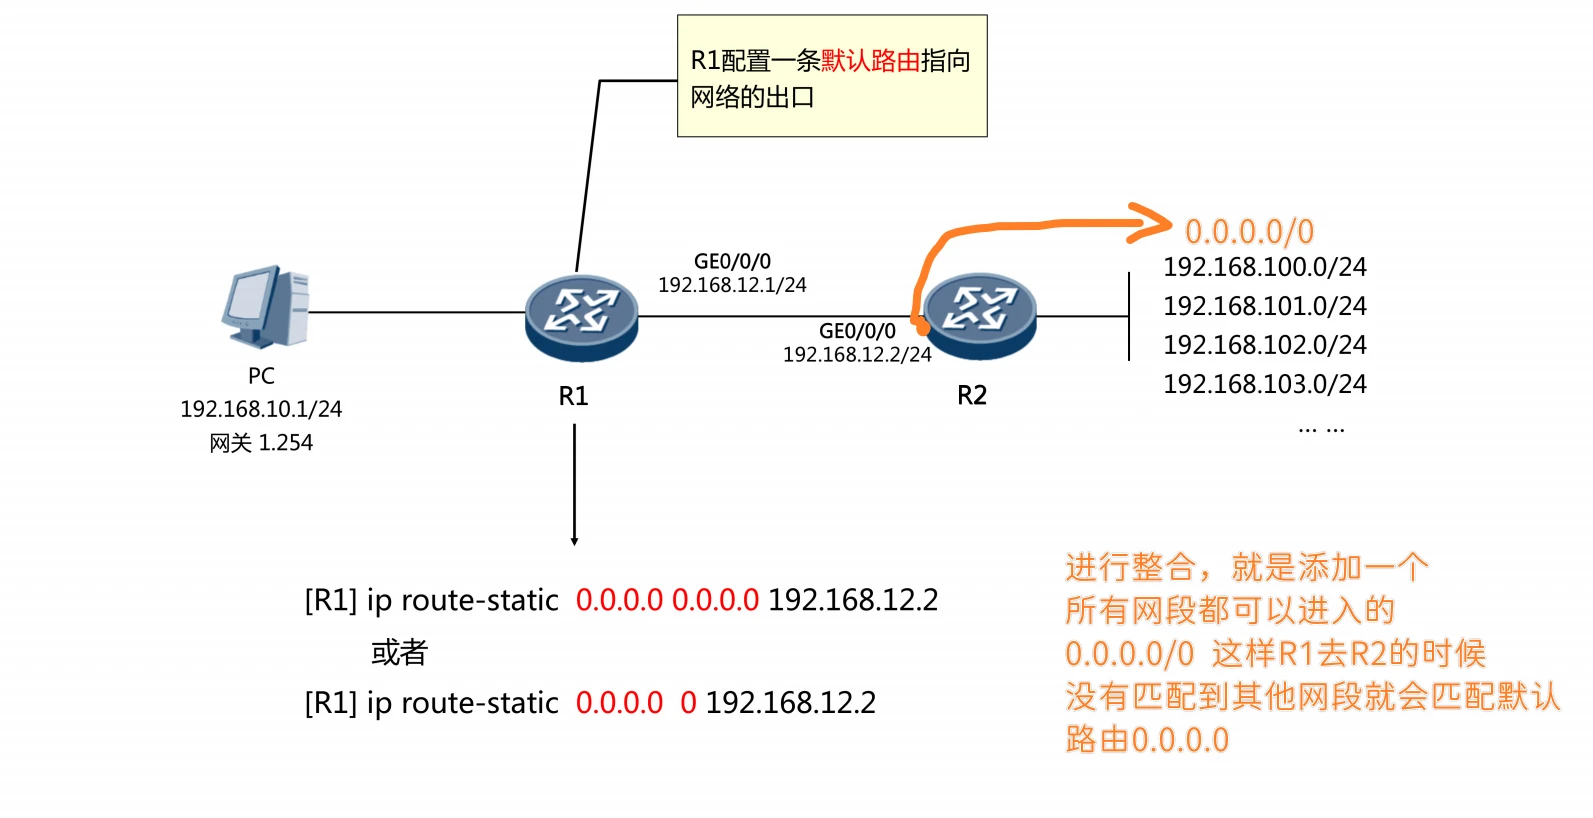 R1配置一条默认路由指向
网络的出口
0.0.0.0/0
GE0/0/0
192.168.12.1/24
192.168.100.0/24
192.168.101.0/24
GE0/0/0
192.168.12.2/24
192.168.102.0/24
192.168.103.0/24
... ...
PC
192.168.10.1/24
网关 1.254
R1
R2
[R1] ip route-static 0.0.0.0 0.0.0.0 192.168.12.2
或者
[R1] ip route-static 0.0.0.0 0 192.168.12.2
进行整合，就是添加一个
所有网段都可以进入的
0.0.0.0/0 这样R1去R2的时候
没有匹配到其他网段就会匹配默认
路由0.0.0.0